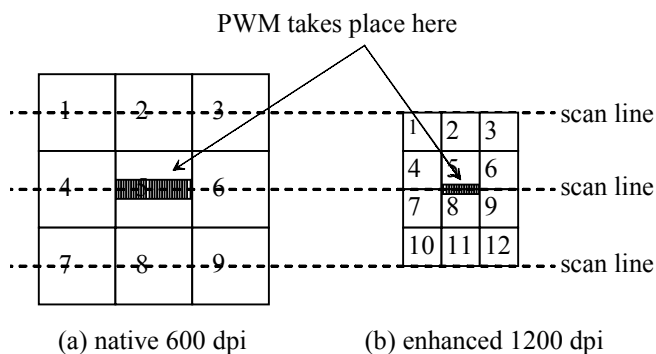 PWM takes place here
1 2 3 scan line
1 2 3
4 5 6
4 5 6 scan line
7 8 9
7 8 9
10 11 12 scan line
(a) native 600 dpi (b) enhanced 1200 dpi